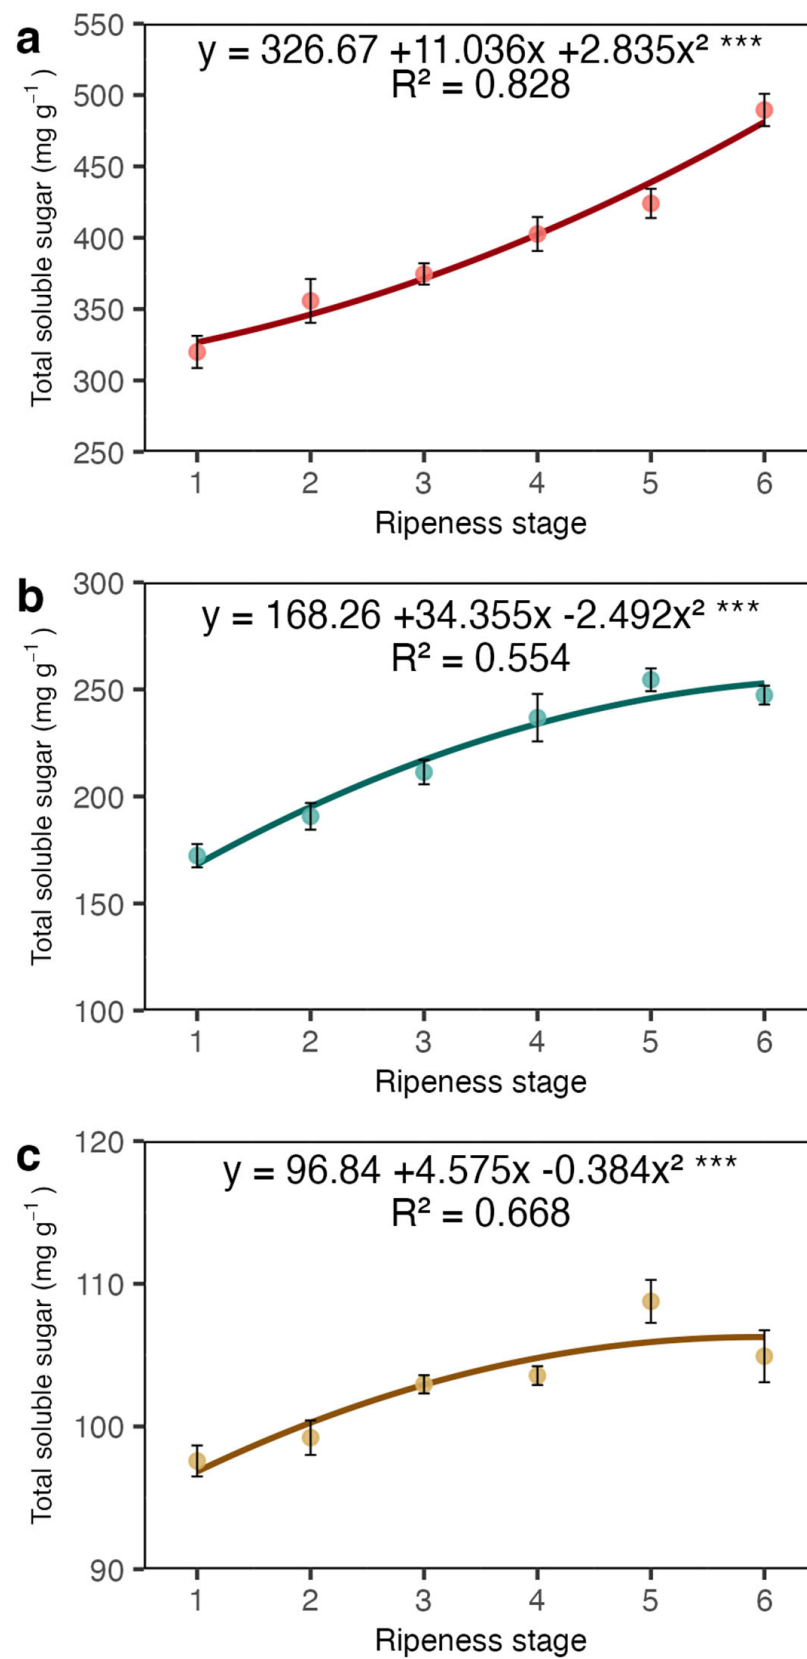 a
y = 326.67 +11.036x +2.835x² ***
R² = 0.828
Total soluble sugar (mg g⁻¹ )
550
500
450
400
350
300
250
1 2 3 4 5 6
Ripeness stage
b
y = 168.26 +34.355x -2.492x² ***
R² = 0.554
Total soluble sugar (mg g⁻¹ )
300
250
200
150
100
1 2 3 4 5 6
Ripeness stage
c
y = 96.84 +4.575x -0.384x² ***
R² = 0.668
Total soluble sugar (mg g⁻¹ )
120
110
100
90
1 2 3 4 5 6
Ripeness stage